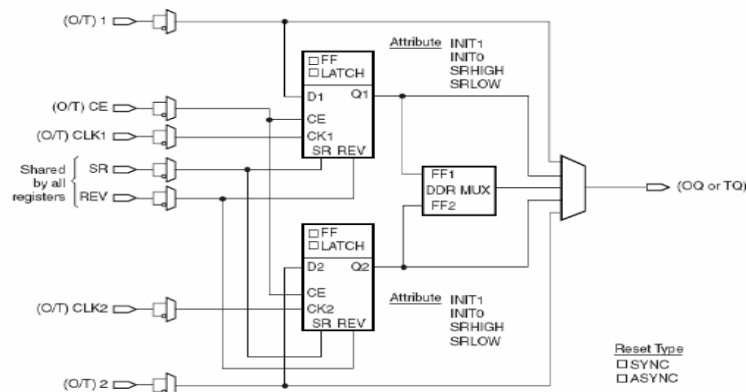 (O/T) 1
Attribute INIT1
INIT0
SRHIGH
SRLOW
FF
LATCH
D1 Q1
(O/T) CE
CE
(O/T) CLK1
CK1
SR REV
Shared by all registers
SR
REV
FF1
DDR MUX
FF2
(OQ or TQ)
FF
LATCH
D2 Q2
CE
(O/T) CLK2
CK2
SR REV
Attribute INIT1
INIT0
SRHIGH
SRLOW
Reset Type
SYNC
ASYNC
(O/T) 2